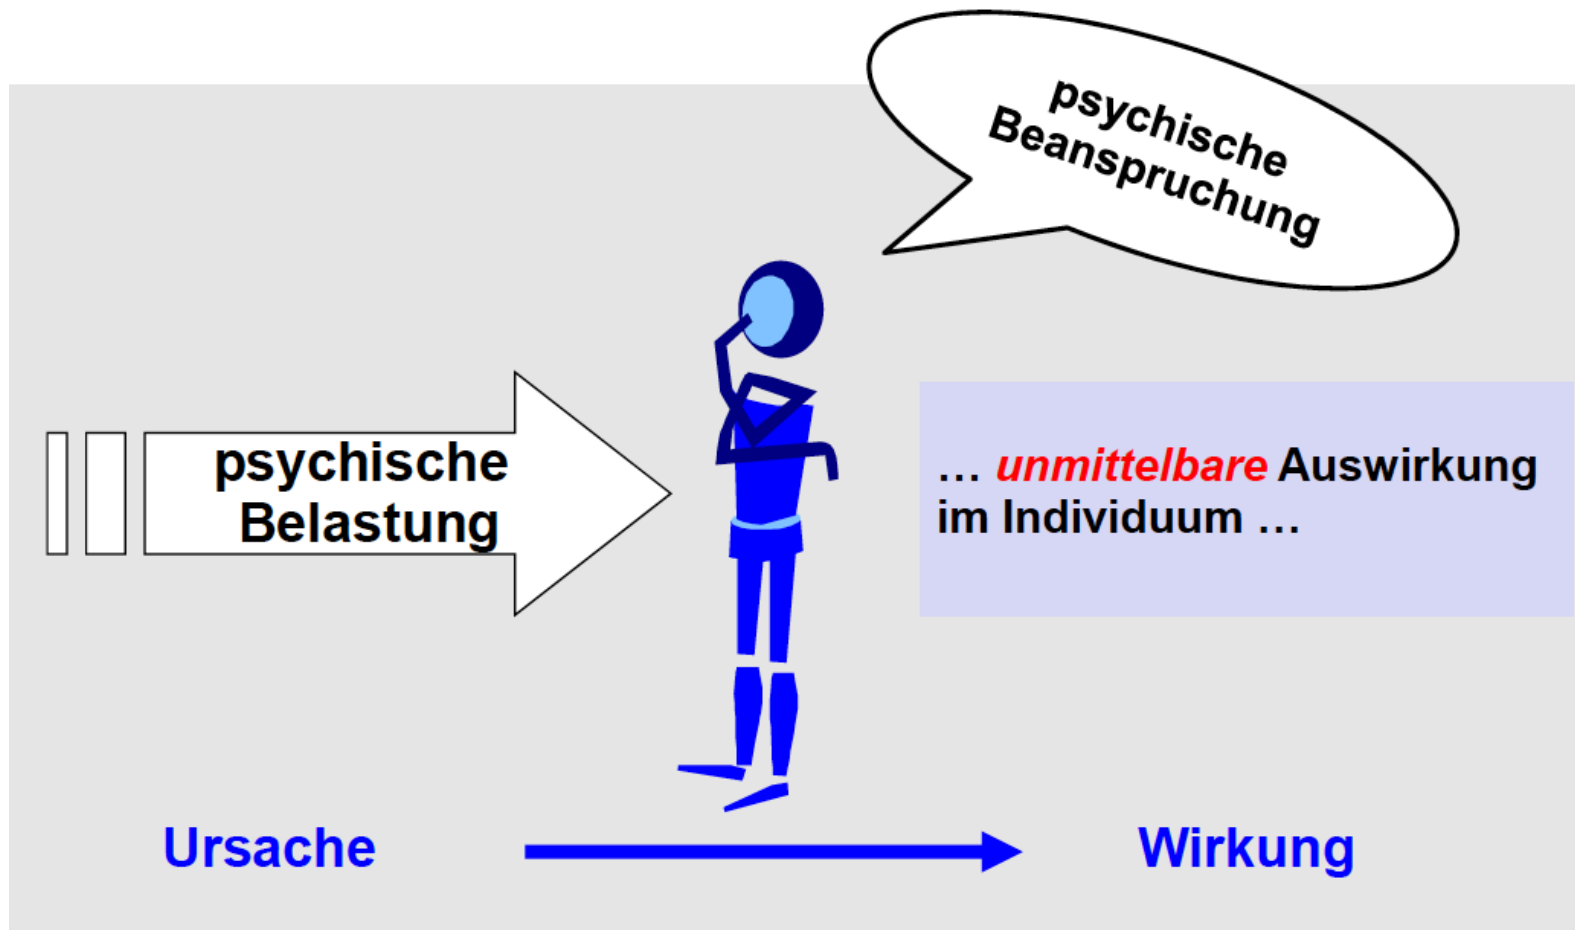 psychische
Beanspruchung
psychische
Belastung
... unmittelbare Auswirkung
im Individuum ...
Ursache
Wirkung